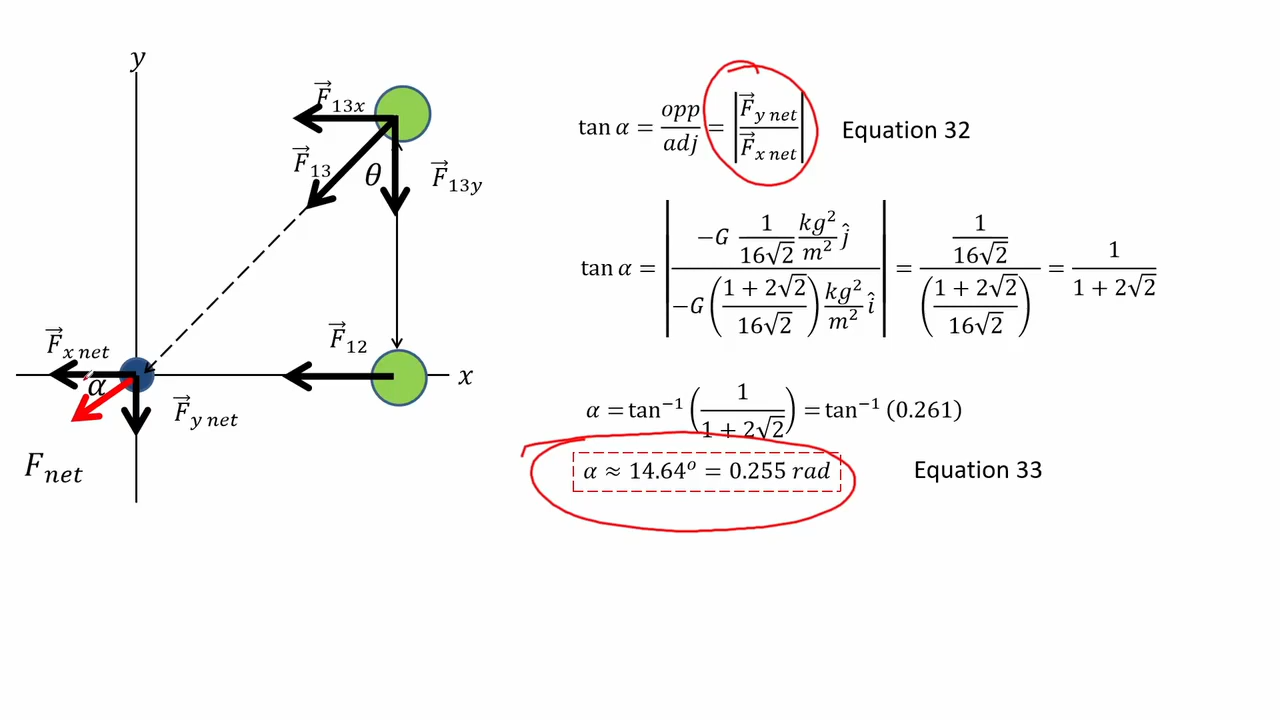 y
F⃗₁₃ₓ
F⃗₁₃
θ
F⃗₁₃ᵧ
F⃗₁₂
F⃗ₓ ₙₑₜ
α
x
F⃗ᵧ ₙₑₜ
Fₙₑₜ
tan α = opp/adj = |F⃗ᵧ ₙₑₜ / F⃗ₓ ₙₑₜ| Equation 32
tan α = |(−G 1/(16√2) kg²/m² ĵ) / (−G ((1 + 2√2)/(16√2)) kg²/m² î)| = (1/(16√2)) / ((1 + 2√2)/(16√2)) = 1/(1 + 2√2)
α = tan⁻¹ (1/(1 + 2√2)) = tan⁻¹ (0.261)
α ≈ 14.64ᵒ = 0.255 rad Equation 33